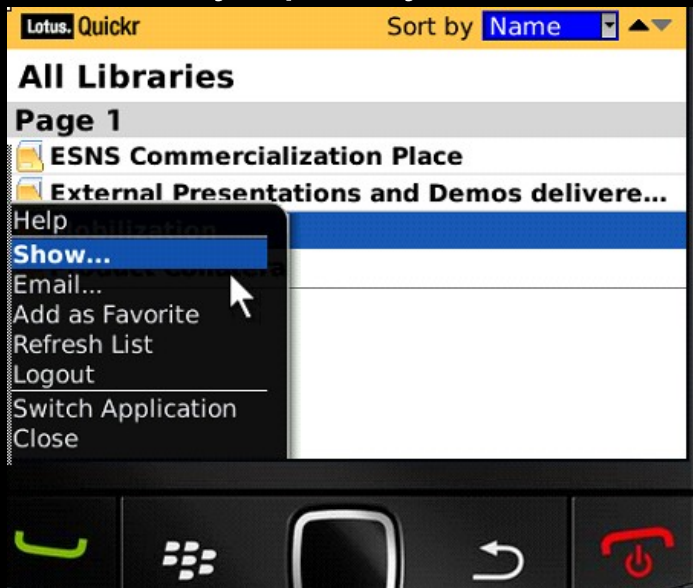 Lotus. Quickr
Sort by Name
All Libraries
Page 1
ESNS Commercialization Place
External Presentations and Demos delivere...
Mobilization
Help
Show...
Email...
Add as Favorite
Refresh List
Logout
Switch Application
Close